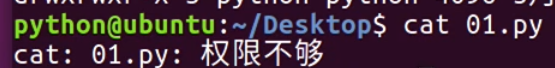 python@ubuntu:~/Desktop$ cat 01.py
cat: 01.py: 权限不够